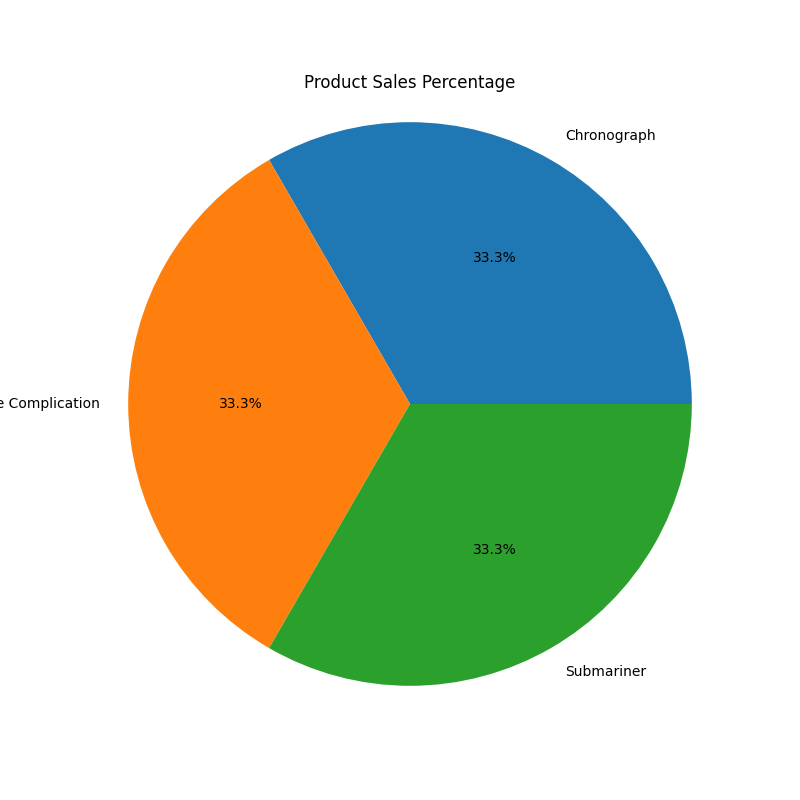 Product Sales Percentage
Chronograph
33.3%
Complication
33.3%
33.3%
Submariner